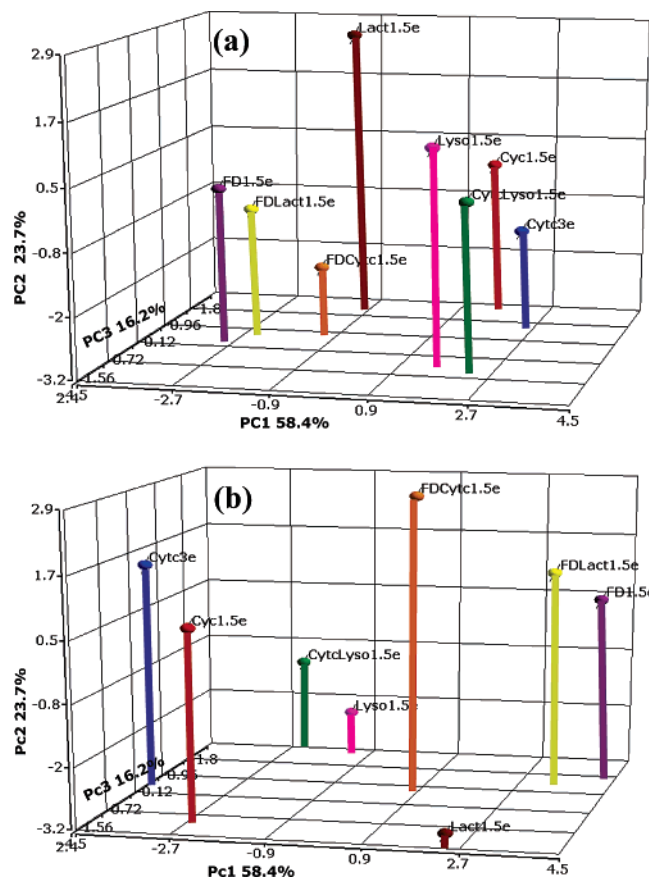 (a)
Lact1.5e
2.9
1.7
0.5
-0.8
-2
-3.2
PC2 23.7%
Lyso1.5e
Cyc1.5e
FD1.5e
FDLact1.5e
CytcLyso1.5e
Cytc3e
FDCytc1.5e
PC3 16.2%
1.8
0.96
0.12
0.72
1.56
-2.7
-0.9
0.9
2.7
4.5
PC1 58.4%
(b)
FDCytc1.5e
2.9
1.7
0.5
-0.8
-2
-3.2
Pc2 23.7%
Cytc3e
FDLact1.5e
Cyc1.5e
FD1.5e
CytcLyso1.5e
Lyso1.5e
Pc3 16.2%
1.8
0.96
0.12
0.72
1.56
Lact1.5e
-2.7
-0.9
0.9
2.7
4.5
Pc1 58.4%